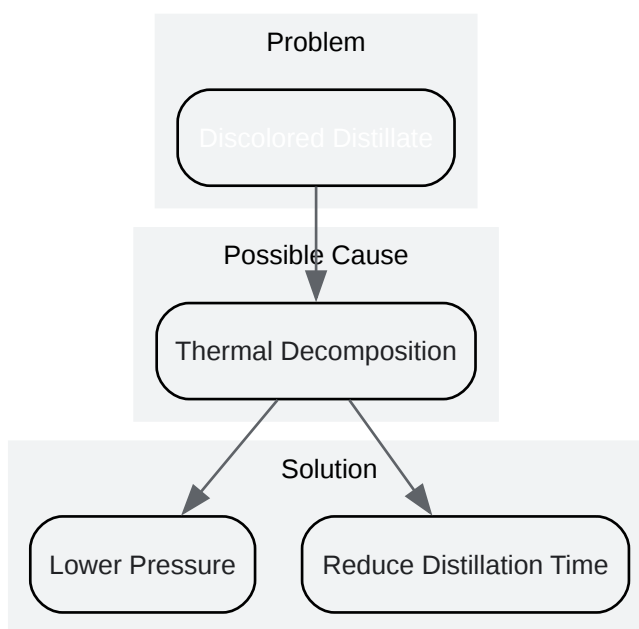 Problem
Discolored Distillate
Possible Cause
Thermal Decomposition
Solution
Lower Pressure
Reduce Distillation Time